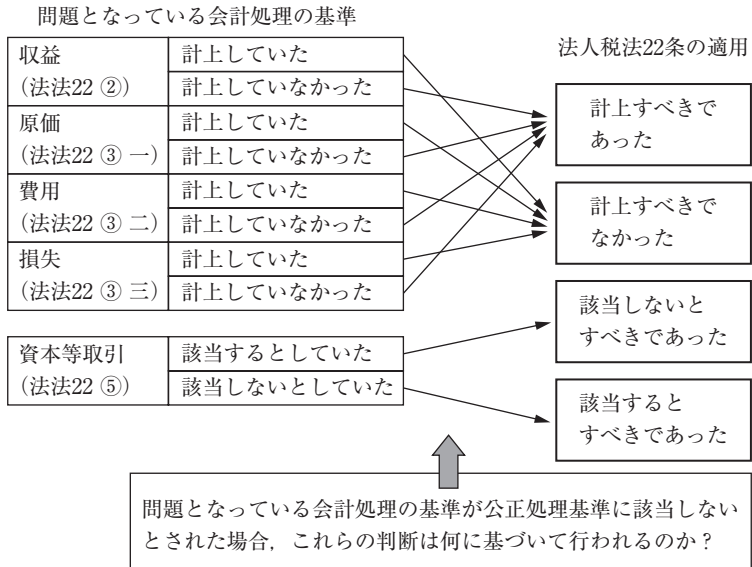 問題となっている会計処理の基準
法人税法22条の適用
収益
(法法22 ②)
計上していた
計上していなかった
原価
(法法22 ③ 一)
計上していた
計上していなかった
費用
(法法22 ③ 二)
計上していた
計上していなかった
損失
(法法22 ③ 三)
計上していた
計上していなかった
資本等取引
(法法22 ⑤)
該当するとしていた
該当しないとしていた
計上すべきで
あった
計上すべきで
なかった
該当しないと
すべきであった
該当すると
すべきであった
問題となっている会計処理の基準が公正処理基準に該当しない
とされた場合，これらの判断は何に基づいて行われるのか？